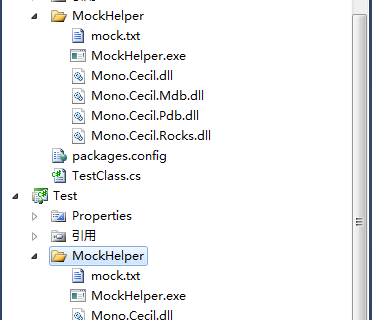 MockHelper
mock.txt
MockHelper.exe
Mono.Cecil.dll
Mono.Cecil.Mdb.dll
Mono.Cecil.Pdb.dll
Mono.Cecil.Rocks.dll
packages.config
TestClass.cs
Test
Properties
引用
MockHelper
mock.txt
MockHelper.exe
Mono.Cecil.dll